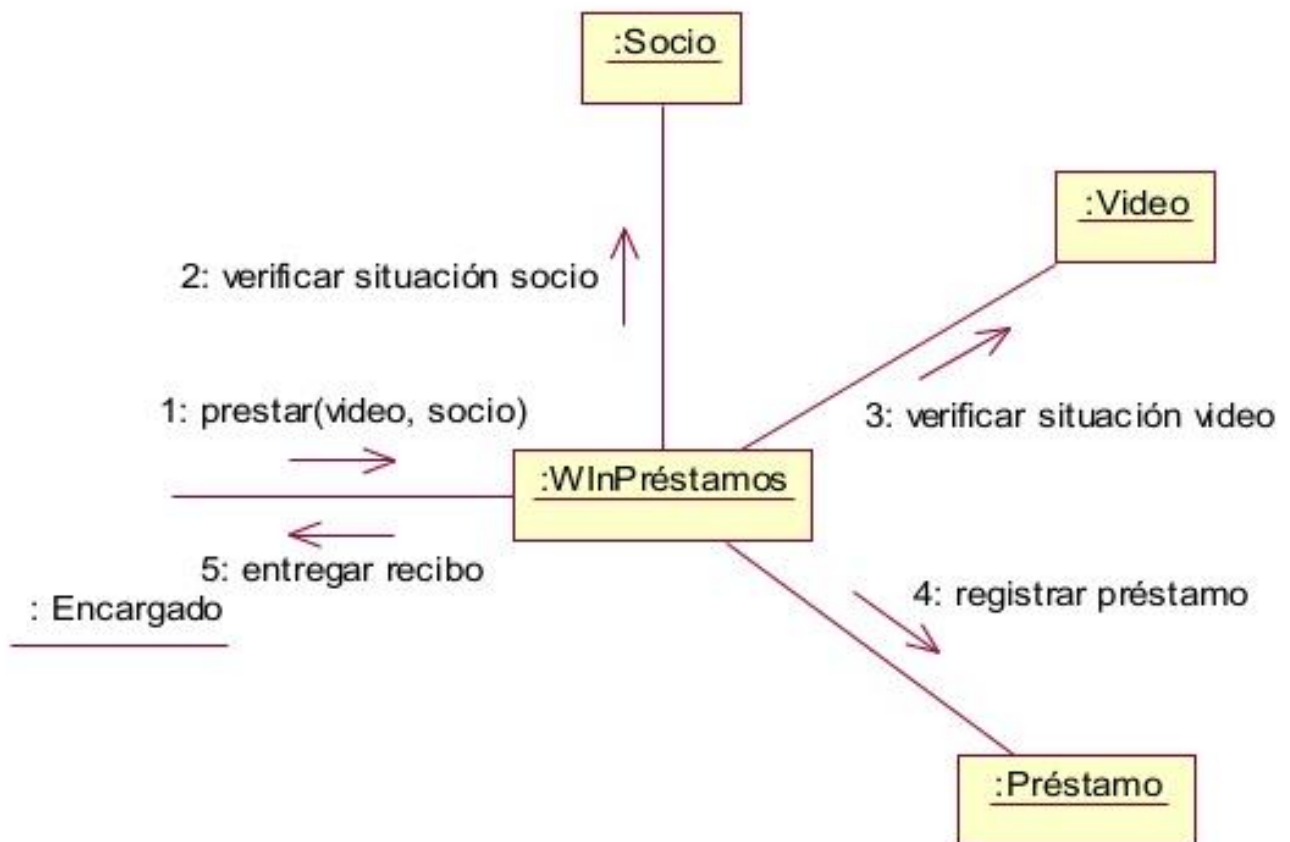 :Socio
:Video
2: verificar situación socio
1: prestar(video, socio)
3: verificar situación video
:WInPréstamos
5: entregar recibo
4: registrar préstamo
: Encargado
:Préstamo